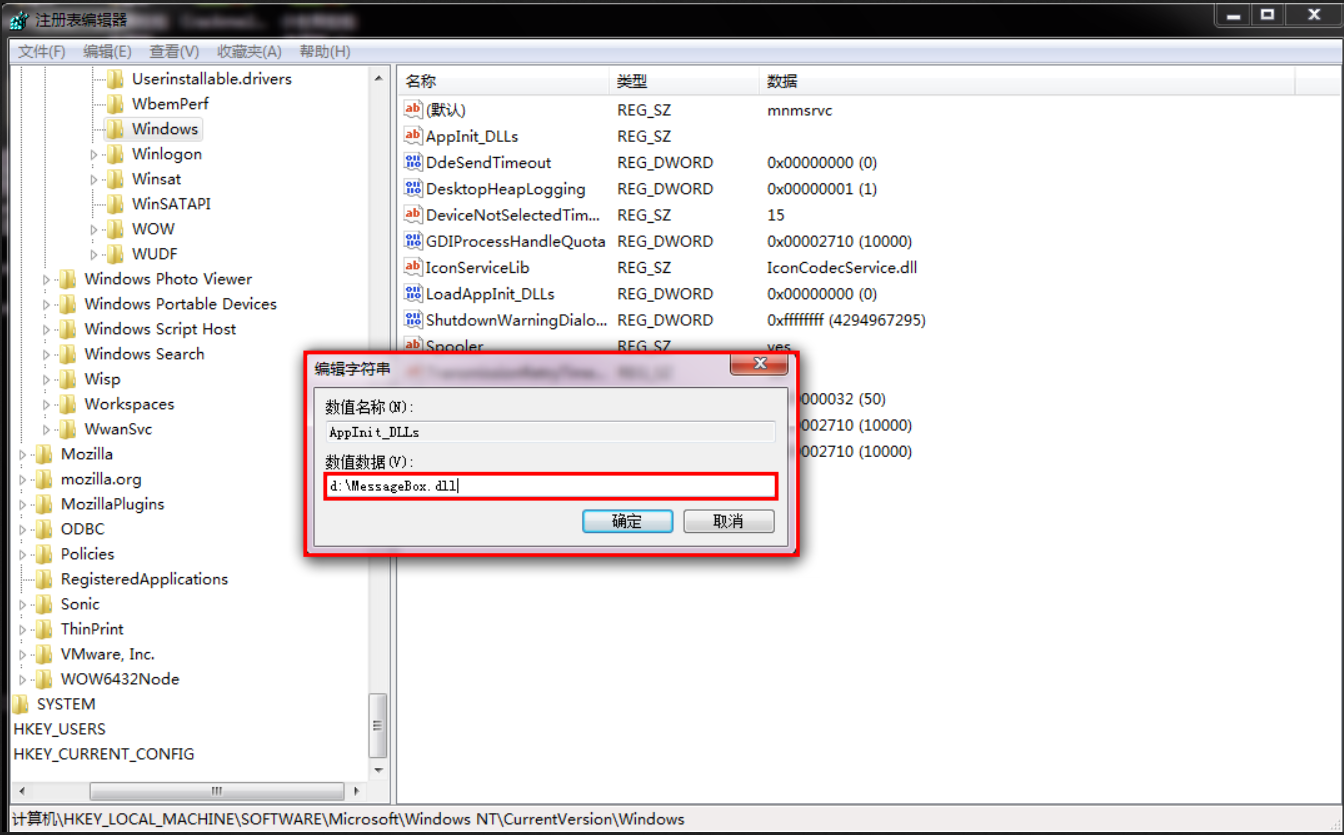 注册表编辑器
文件(F) 编辑(E) 查看(V) 收藏夹(A) 帮助(H)
Userinstallable.drivers
WbemPerf
Windows
Winlogon
Winsat
WinSATAPI
WOW
WUDF
Windows Photo Viewer
Windows Portable Devices
Windows Script Host
Windows Search
Wisp
Workspaces
WwanSvc
Mozilla
mozilla.org
MozillaPlugins
ODBC
Policies
RegisteredApplications
Sonic
ThinPrint
VMware, Inc.
WOW6432Node
SYSTEM
HKEY_USERS
HKEY_CURRENT_CONFIG
名称 类型 数据
(默认) REG_SZ mnmsrvc
AppInit_DLLs REG_SZ
DdeSendTimeout REG_DWORD 0x00000000 (0)
DesktopHeapLogging REG_DWORD 0x00000001 (1)
DeviceNotSelectedTim... REG_SZ 15
GDIProcessHandleQuota REG_DWORD 0x00002710 (10000)
IconServiceLib REG_SZ IconCodecService.dll
LoadAppInit_DLLs REG_DWORD 0x00000000 (0)
ShutdownWarningDialo... REG_DWORD 0xffffffff (4294967295)
Spooler REG_SZ yes
000032 (50)
002710 (10000)
002710 (10000)
编辑字符串
数值名称(N):
AppInit_DLLs
数值数据(V):
d:\MessageBox.dll
确定 取消
计算机\HKEY_LOCAL_MACHINE\SOFTWARE\Microsoft\Windows NT\CurrentVersion\Windows